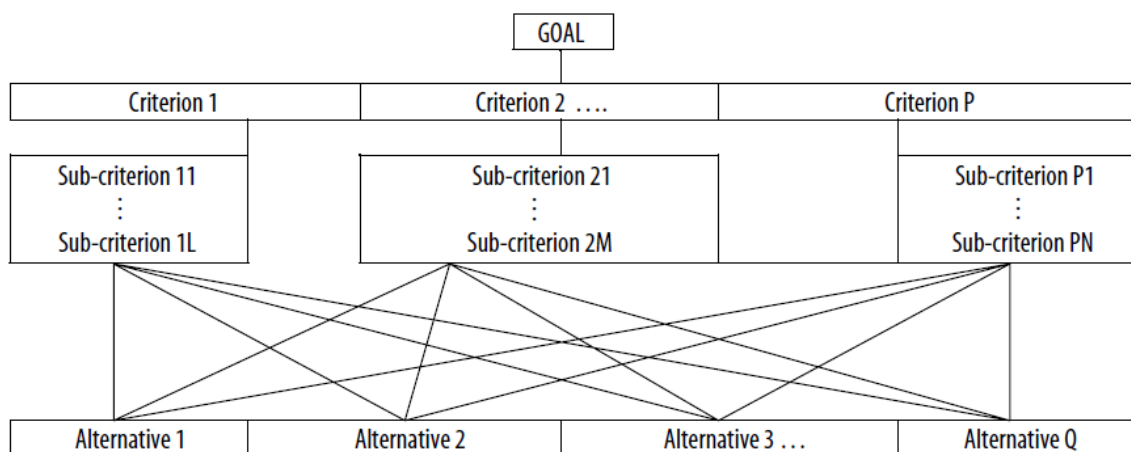 GOAL
Criterion 1 Criterion 2 .... Criterion P
Sub-criterion 11 Sub-criterion 21 Sub-criterion P1
⋮ ⋮ ⋮
Sub-criterion 1L Sub-criterion 2M Sub-criterion PN
Alternative 1 Alternative 2 Alternative 3 ... Alternative Q